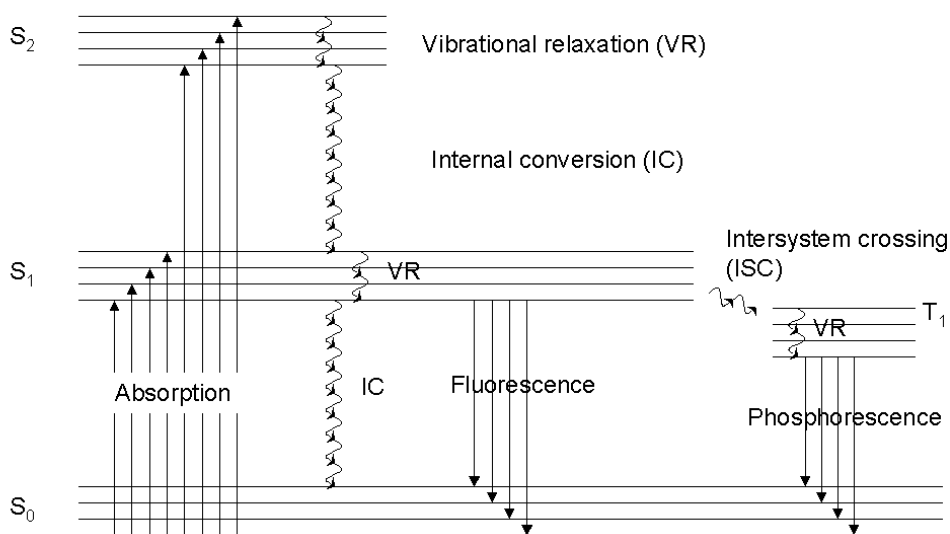 S2
Vibrational relaxation (VR)
Internal conversion (IC)
Intersystem crossing
(ISC)
S1
VR
T1
VR
Absorption
IC
Fluorescence
Phosphorescence
S0